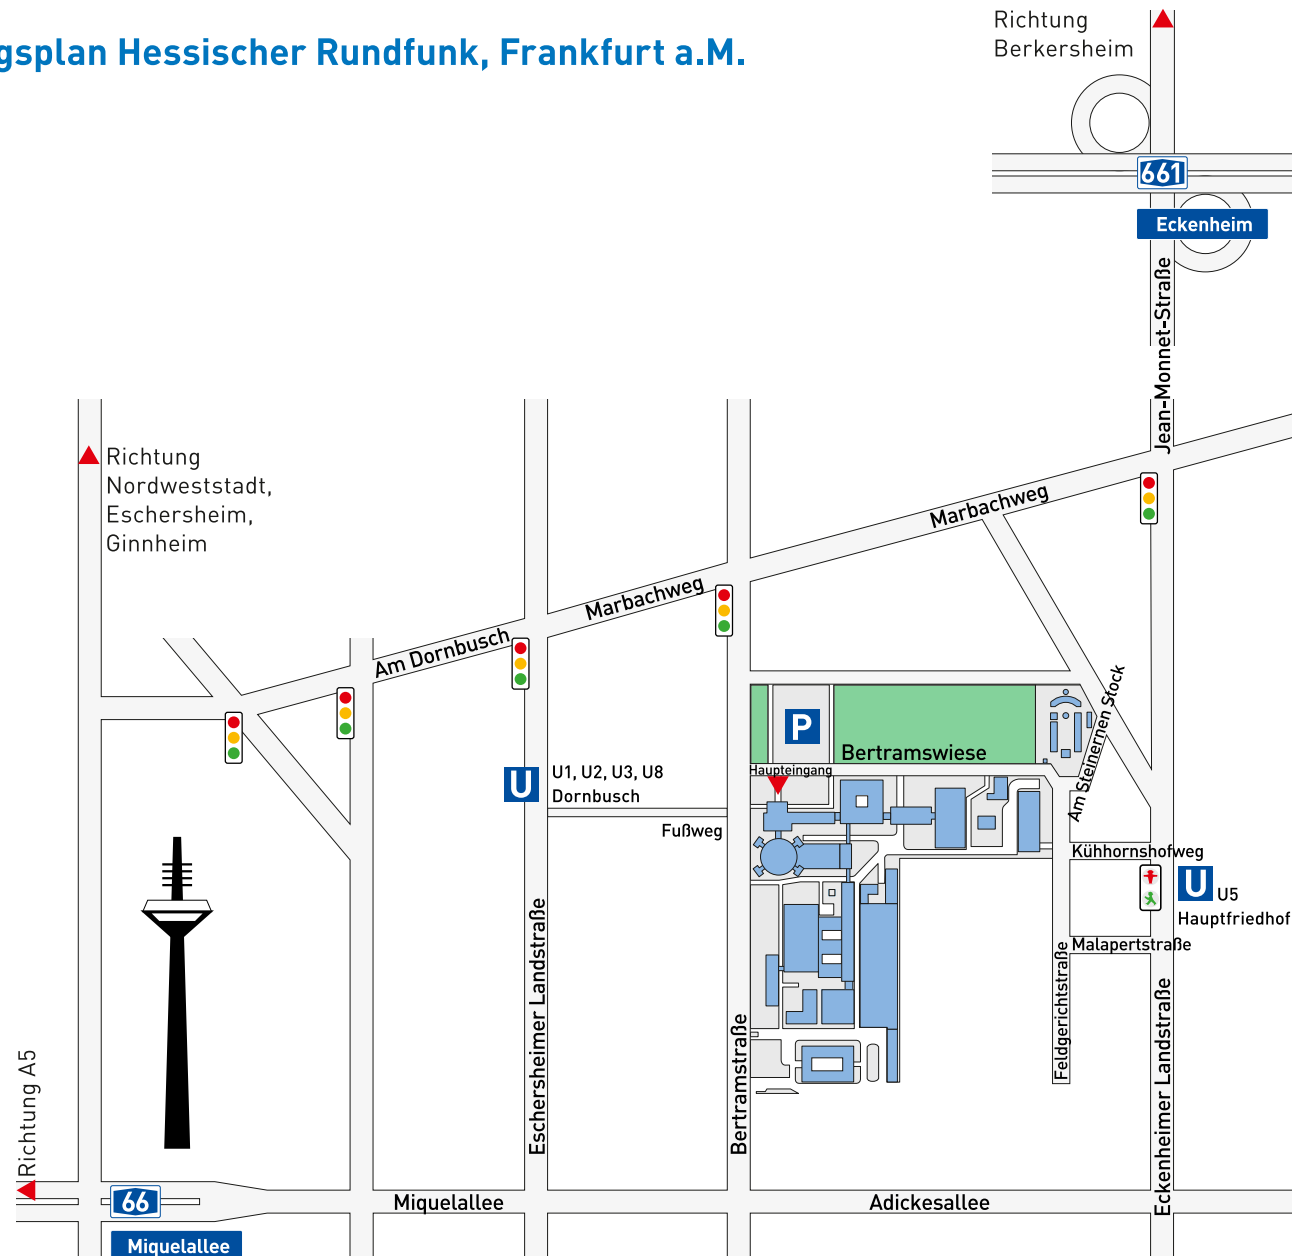 Richtung
Berkersheim
gsplan Hessischer Rundfunk, Frankfurt a.M.
661
Eckenheim
Jean-Monnet-Straße
Richtung
Nordweststadt,
Eschersheim,
Ginnheim
Marbachweg
Marbachweg
Am Dornbusch
Am Steinernen Stock
P
Bertramswiese
Haupteingang
U
U1, U2, U3, U8
Dornbusch
Fußweg
Kühhornshofweg
U
U5
Hauptfriedhof
Malapertstraße
Eschersheimer Landstraße
Bertramstraße
Feldgerichtstraße
Eckenheimer Landstraße
Richtung A5
66
Miquelallee
Adickesallee
Miquelallee